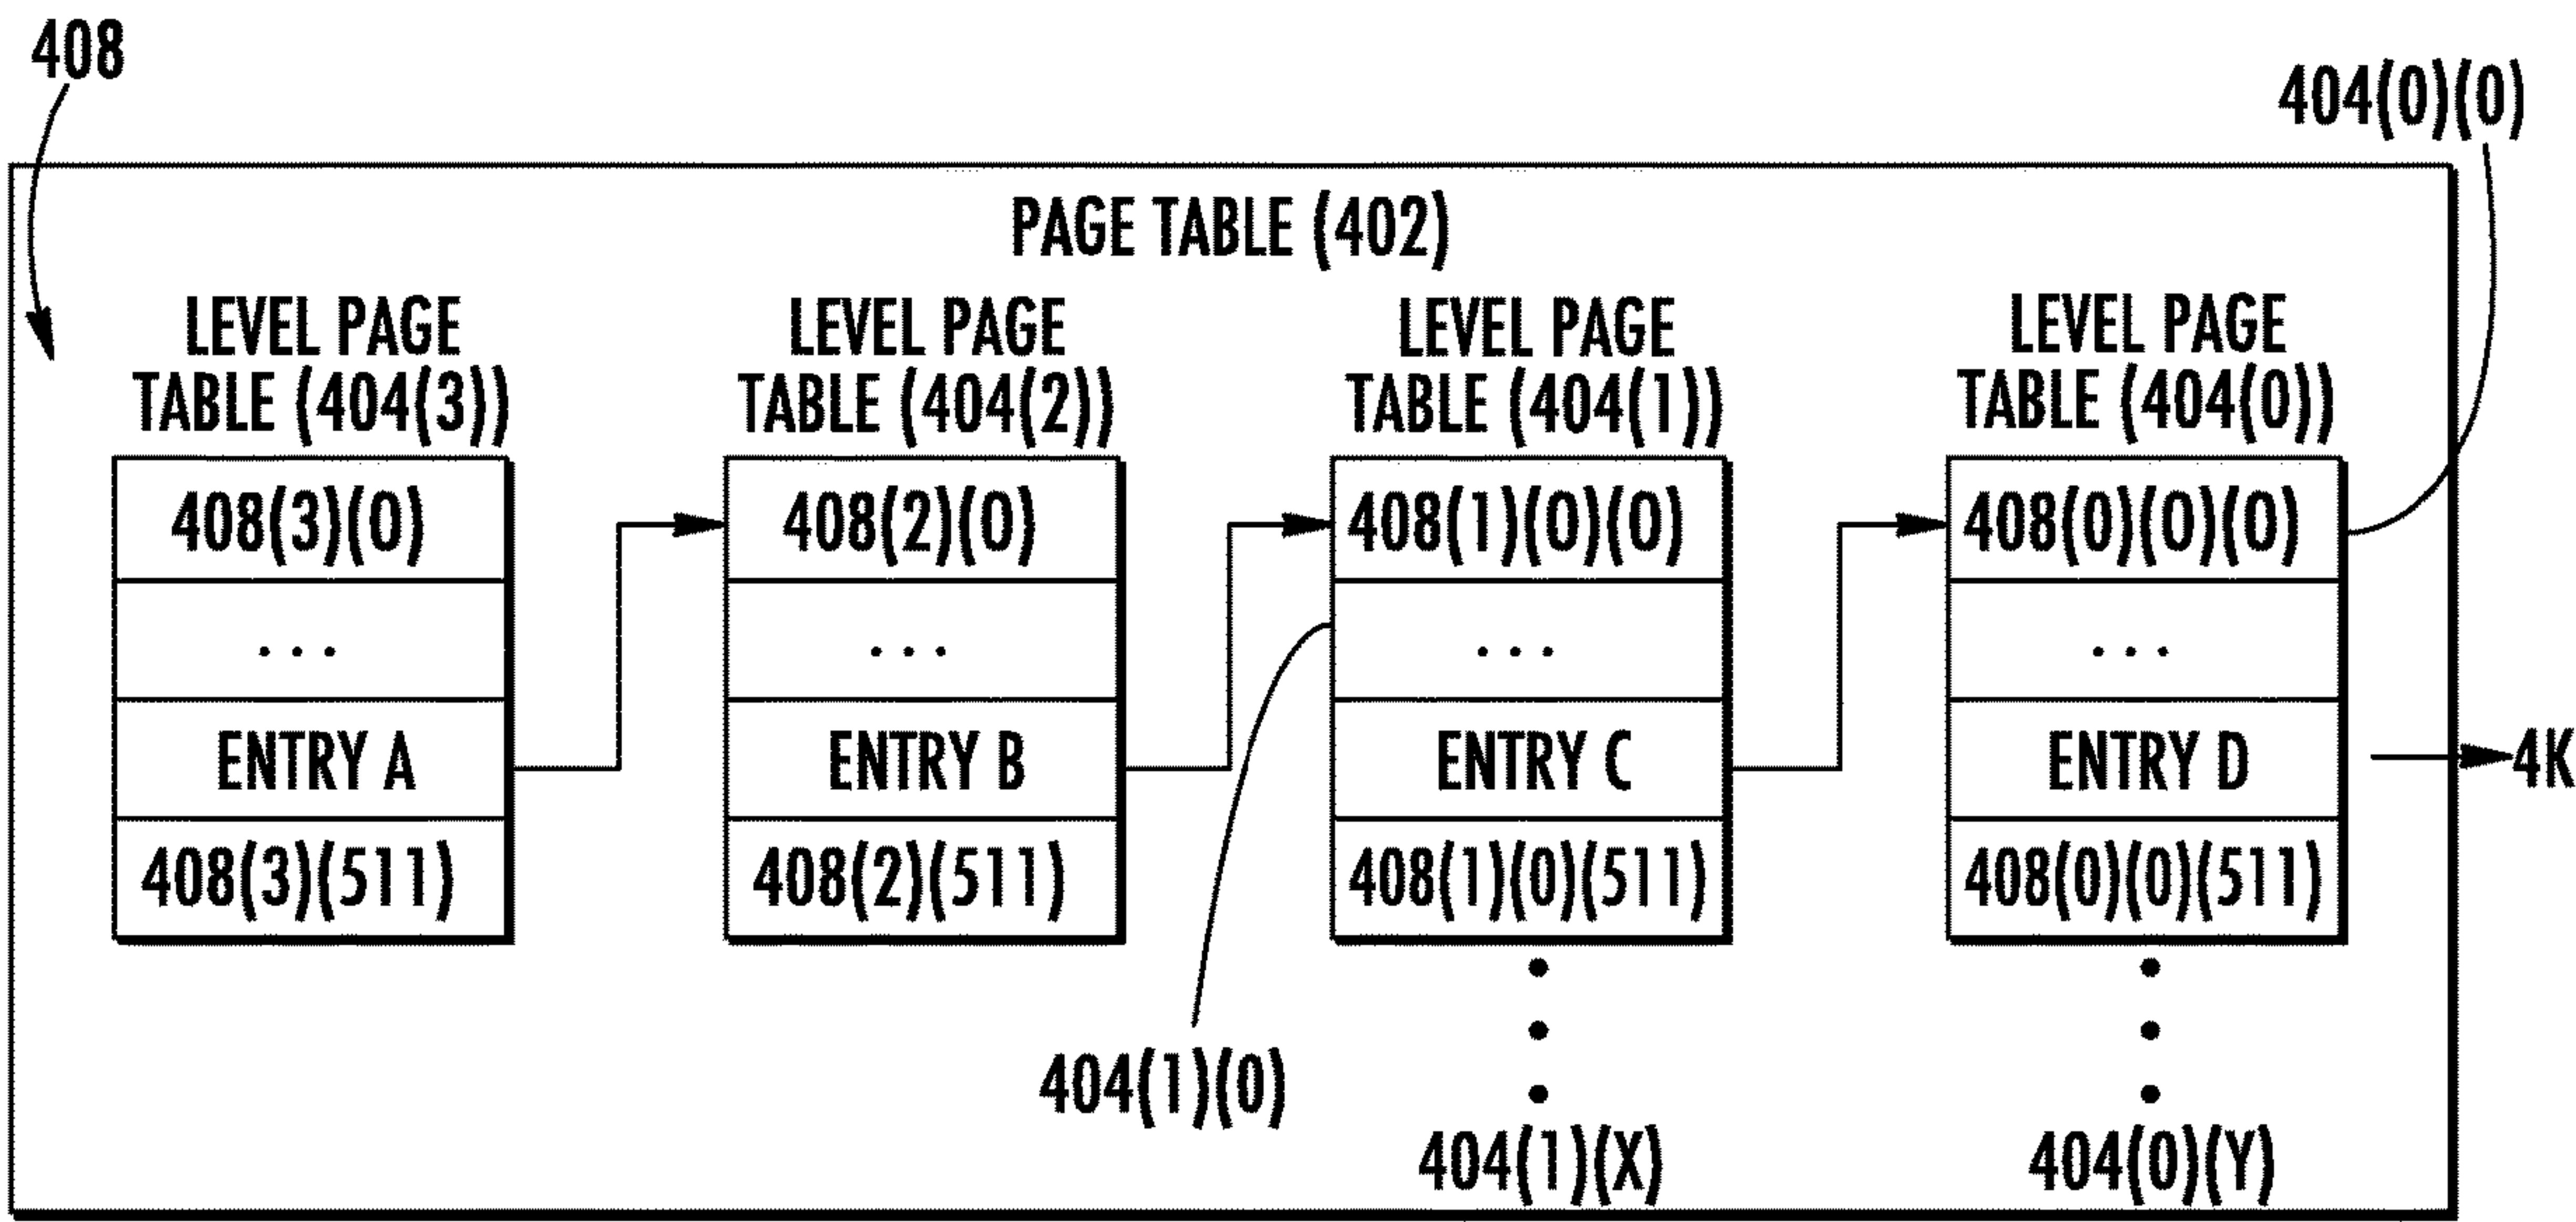 408
404(0)(0)
PAGE TABLE (402)
LEVEL PAGE
TABLE (404(3))
408(3)(0)
...
ENTRY A
408(3)(511)
LEVEL PAGE
TABLE (404(2))
408(2)(0)
...
ENTRY B
408(2)(511)
LEVEL PAGE
TABLE (404(1))
408(1)(0)(0)
...
ENTRY C
408(1)(0)(511)
LEVEL PAGE
TABLE (404(0))
408(0)(0)(0)
...
ENTRY D
408(0)(0)(511)
4K
404(1)(0)
404(1)(X)
404(0)(Y)